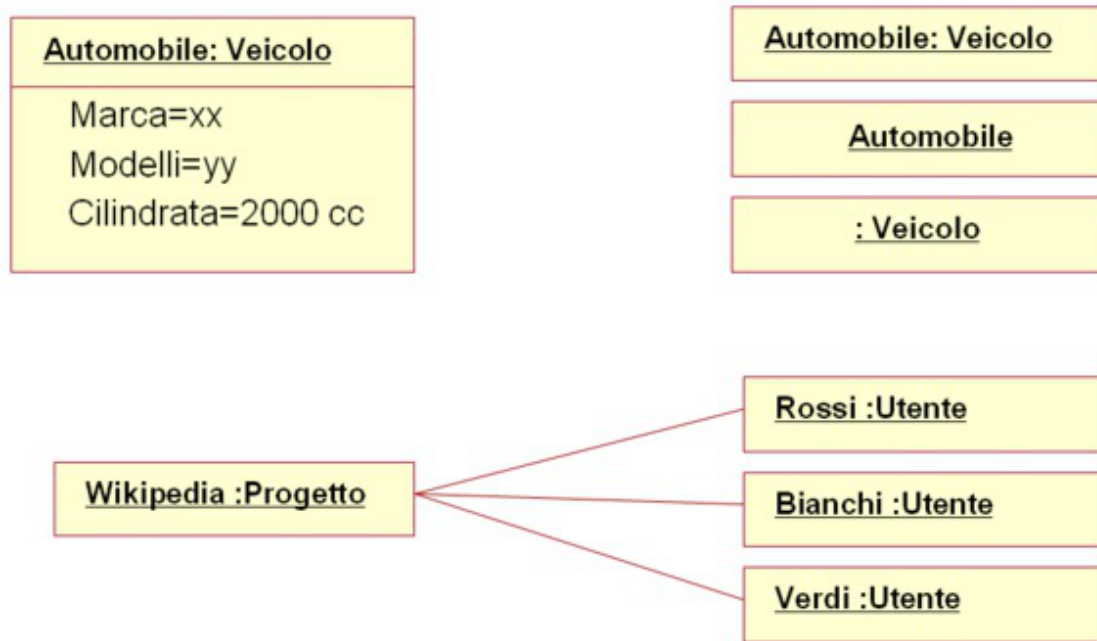 Automobile: Veicolo
Marca=xx
Modelli=yy
Cilindrata=2000 cc
Automobile: Veicolo
Automobile
: Veicolo
Wikipedia :Progetto
Rossi :Utente
Bianchi :Utente
Verdi :Utente